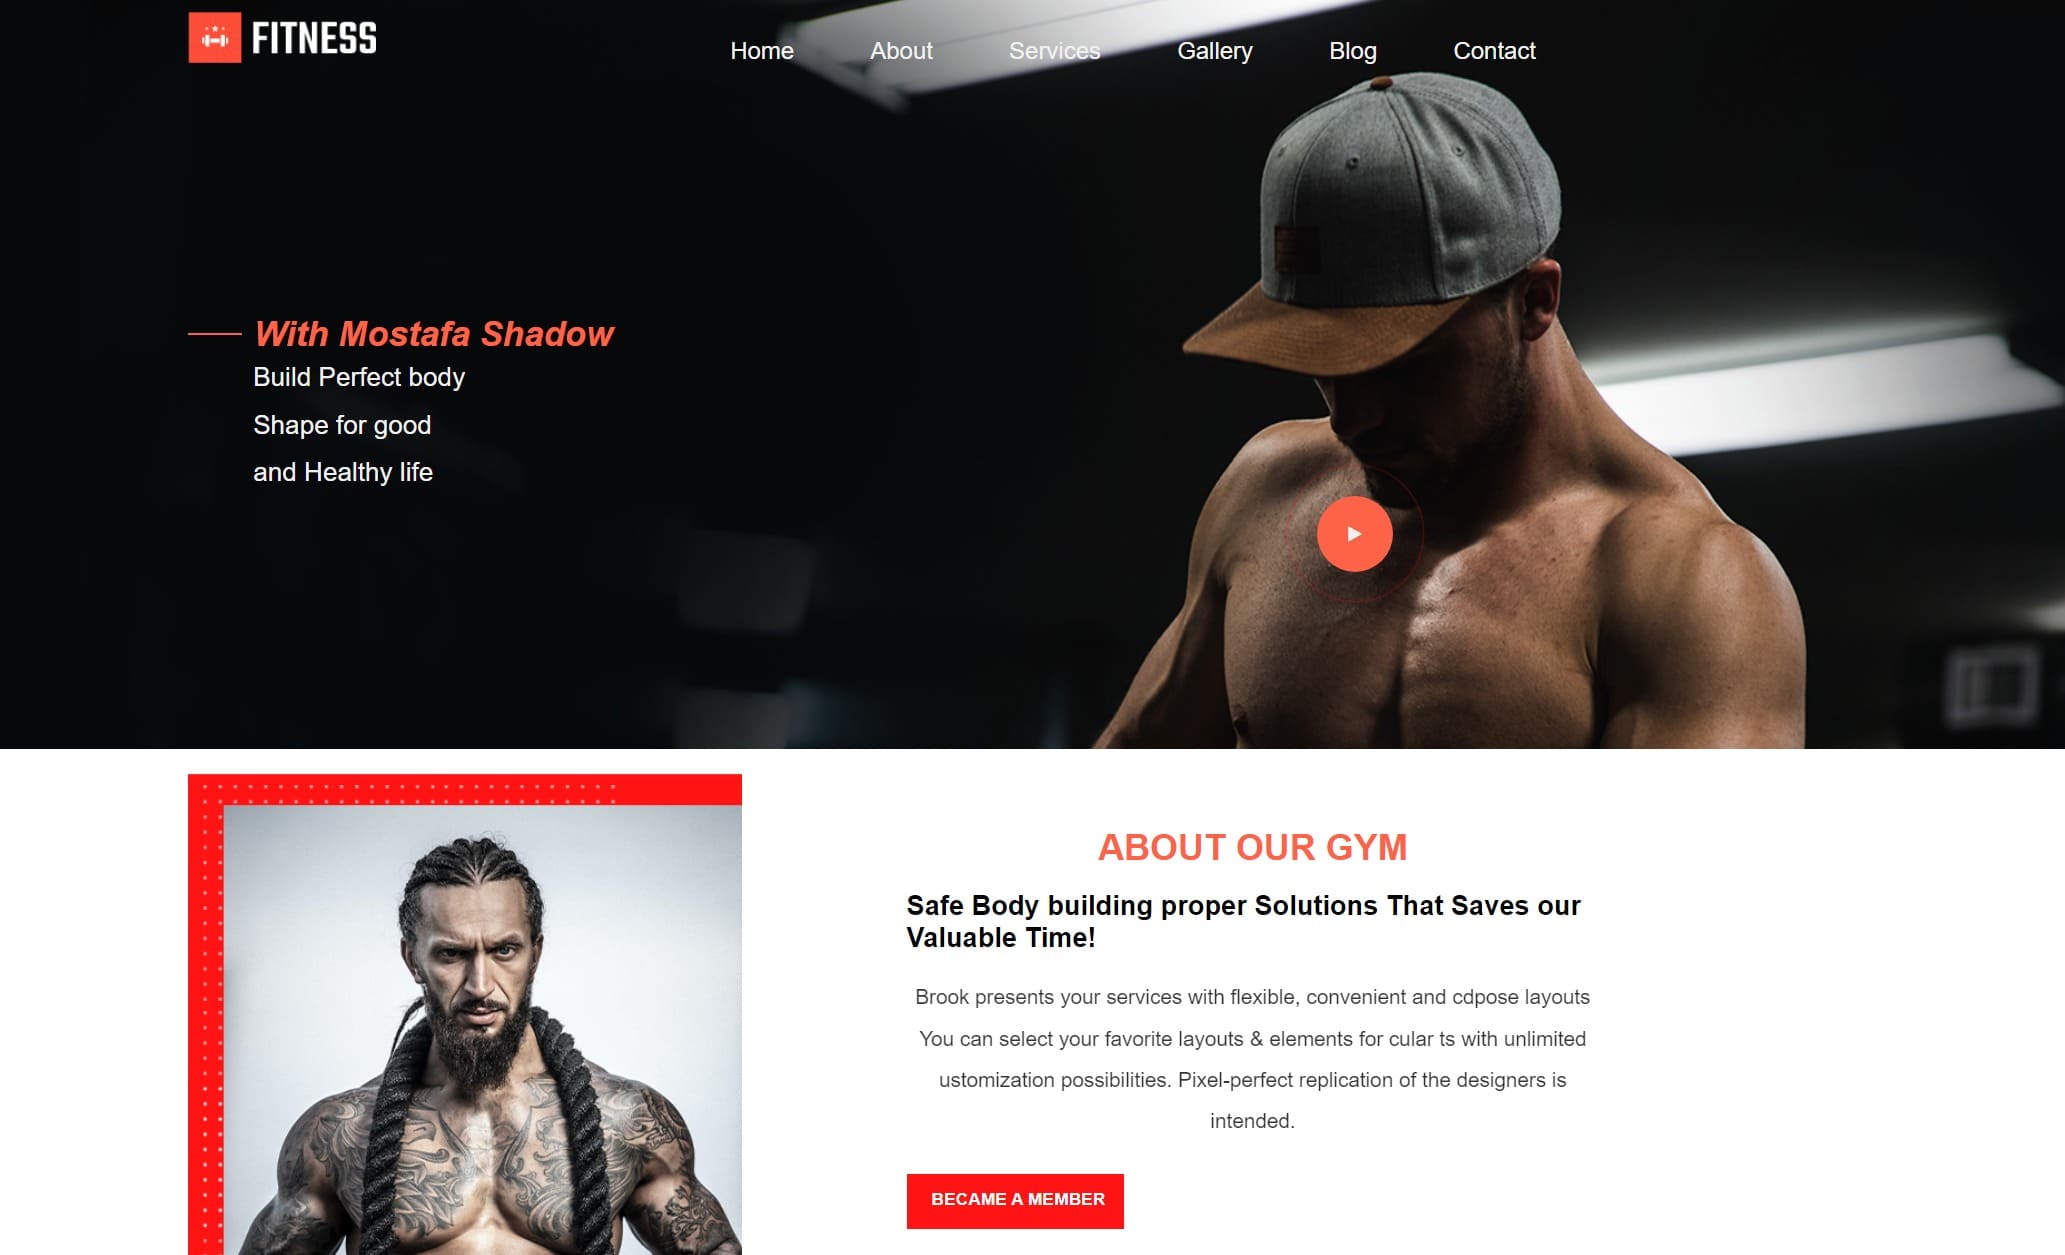 FITNESS
Home About Services Gallery Blog Contact
With Mostafa Shadow
Build Perfect body
Shape for good
and Healthy life
ABOUT OUR GYM
Safe Body building proper Solutions That Saves our
Valuable Time!
Brook presents your services with flexible, convenient and cdpose layouts
You can select your favorite layouts & elements for cular ts with unlimited
ustomization possibilities. Pixel-perfect replication of the designers is
intended.
BECAME A MEMBER